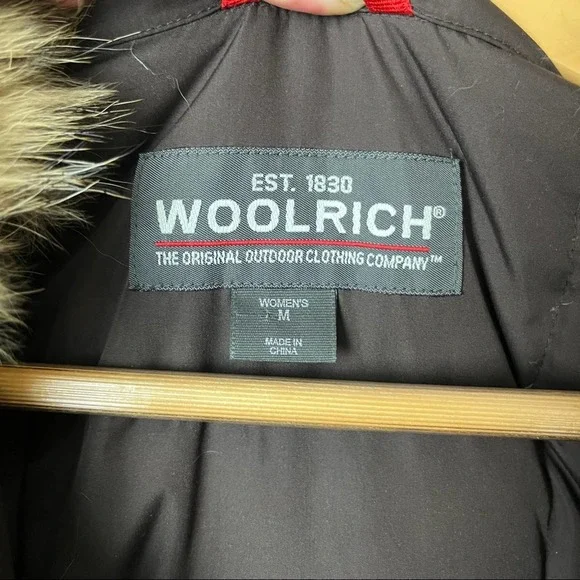 EST. 1830
WOOLRICH®
THE ORIGINAL OUTDOOR CLOTHING COMPANY™
WOMEN'S
M
MADE IN
CHINA